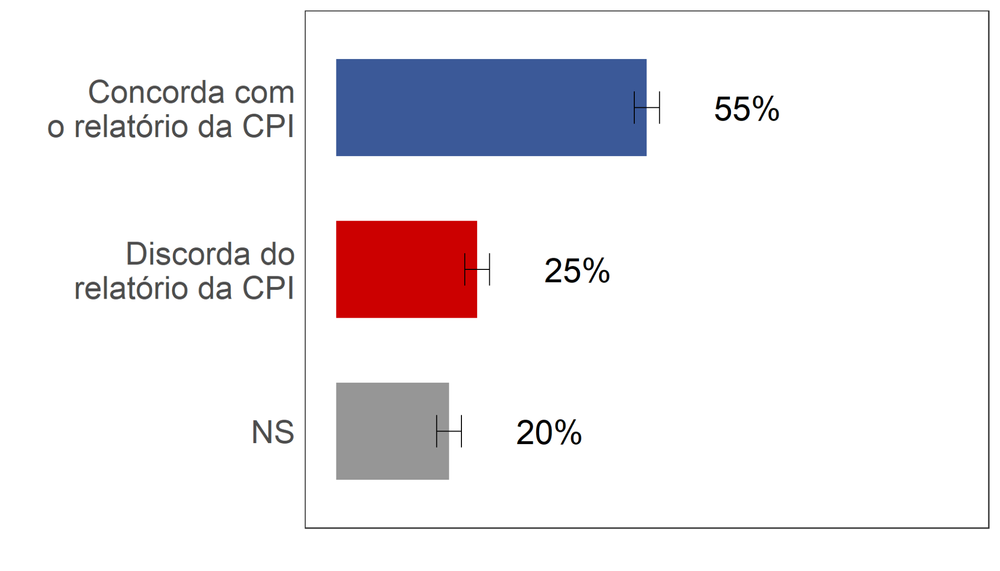 Concorda com
o relatório da CPI
55%
Discorda do
relatório da CPI
25%
NS
20%